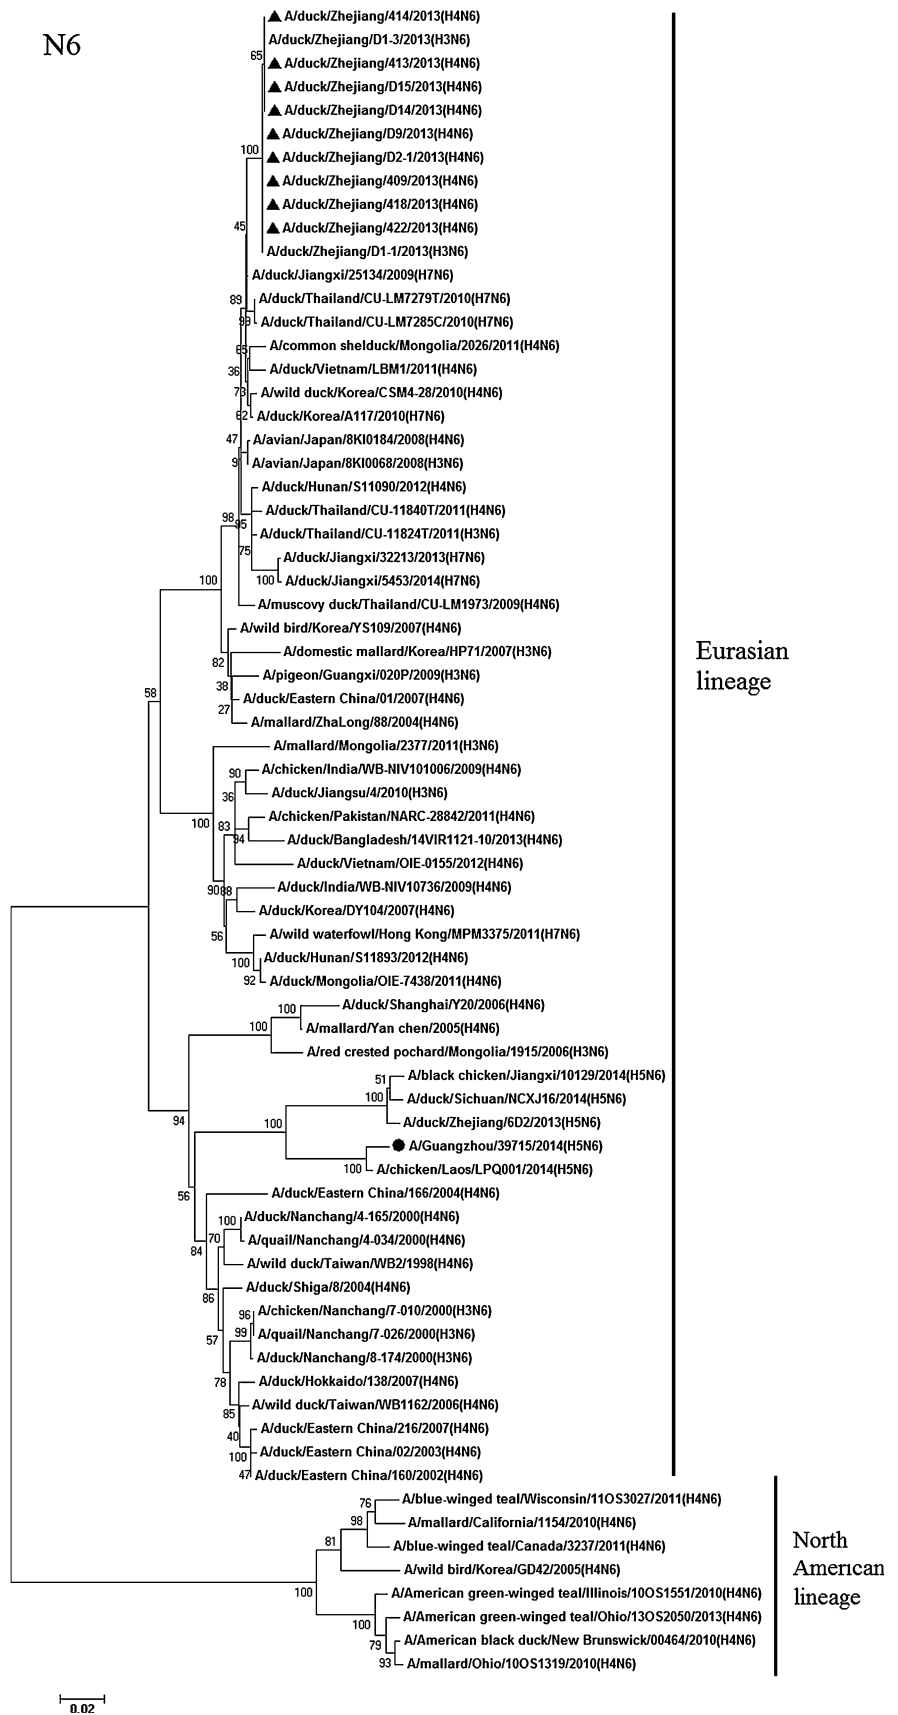 N6
A/duck/Zhejiang/414/2013(H4N6)
A/duck/Zhejiang/D1-3/2013(H3N6)
65
A/duck/Zhejiang/413/2013(H4N6)
A/duck/Zhejiang/D15/2013(H4N6)
A/duck/Zhejiang/D14/2013(H4N6)
A/duck/Zhejiang/D9/2013(H4N6)
100
A/duck/Zhejiang/D2-1/2013(H4N6)
A/duck/Zhejiang/409/2013(H4N6)
A/duck/Zhejiang/418/2013(H4N6)
45
A/duck/Zhejiang/422/2013(H4N6)
A/duck/Zhejiang/D1-1/2013(H3N6)
A/duck/Jiangxi/25134/2009(H7N6)
89
A/duck/Thailand/CU-LM7279T/2010(H7N6)
99
A/duck/Thailand/CU-LM7285C/2010(H7N6)
65
A/common shelduck/Mongolia/2026/2011(H4N6)
36
A/duck/Vietnam/LBM1/2011(H4N6)
73
A/wild duck/Korea/CSM4-28/2010(H4N6)
62
A/duck/Korea/A117/2010(H7N6)
47
A/avian/Japan/8KI0184/2008(H4N6)
9
A/avian/Japan/8KI0068/2008(H3N6)
A/duck/Hunan/S11090/2012(H4N6)
98
95
A/duck/Thailand/CU-11840T/2011(H4N6)
A/duck/Thailand/CU-11824T/2011(H3N6)
75
A/duck/Jiangxi/32213/2013(H7N6)
100
100
A/duck/Jiangxi/5453/2014(H7N6)
A/muscovy duck/Thailand/CU-LM1973/2009(H4N6)
A/wild bird/Korea/YS109/2007(H4N6)
82
A/domestic mallard/Korea/HP71/2007(H3N6)
38
A/pigeon/Guangxi/020P/2009(H3N6)
58
27
A/duck/Eastern China/01/2007(H4N6)
A/mallard/ZhaLong/88/2004(H4N6)
A/mallard/Mongolia/2377/2011(H3N6)
90
A/chicken/India/WB-NIV101006/2009(H4N6)
36
A/duck/Jiangsu/4/2010(H3N6)
100
83
A/chicken/Pakistan/NARC-28842/2011(H4N6)
94
A/duck/Bangladesh/14VIR1121-10/2013(H4N6)
A/duck/Vietnam/OIE-0155/2012(H4N6)
90
88
A/duck/India/WB-NIV10736/2009(H4N6)
A/duck/Korea/DY104/2007(H4N6)
56
A/wild waterfowl/Hong Kong/MPM3375/2011(H7N6)
100
A/duck/Hunan/S11893/2012(H4N6)
92
A/duck/Mongolia/OIE-7438/2011(H4N6)
100
A/duck/Shanghai/Y20/2006(H4N6)
100
A/mallard/Yan chen/2005(H4N6)
A/red crested pochard/Mongolia/1915/2006(H3N6)
51
A/black chicken/Jiangxi/10129/2014(H5N6)
100
A/duck/Sichuan/NCXJ16/2014(H5N6)
94
100
A/duck/Zhejiang/6D2/2013(H5N6)
A/Guangzhou/39715/2014(H5N6)
100
A/chicken/Laos/LPQ001/2014(H5N6)
56
A/duck/Eastern China/166/2004(H4N6)
100
A/duck/Nanchang/4-165/2000(H4N6)
84
70
A/quail/Nanchang/4-034/2000(H4N6)
A/wild duck/Taiwan/WB2/1998(H4N6)
86
A/duck/Shiga/8/2004(H4N6)
96
A/chicken/Nanchang/7-010/2000(H3N6)
57
99
A/quail/Nanchang/7-026/2000(H3N6)
A/duck/Nanchang/8-174/2000(H3N6)
78
A/duck/Hokkaido/138/2007(H4N6)
85
A/wild duck/Taiwan/WB1162/2006(H4N6)
40
A/duck/Eastern China/216/2007(H4N6)
100
A/duck/Eastern China/02/2003(H4N6)
47
A/duck/Eastern China/160/2002(H4N6)
Eurasian
lineage
76
A/blue-winged teal/Wisconsin/11OS3027/2011(H4N6)
98
A/mallard/California/1154/2010(H4N6)
81
A/blue-winged teal/Canada/3237/2011(H4N6)
A/wild bird/Korea/GD42/2005(H4N6)
100
A/American green-winged teal/Illinois/10OS1551/2010(H4N6)
100
A/American green-winged teal/Ohio/13OS2050/2013(H4N6)
79
A/American black duck/New Brunswick/00464/2010(H4N6)
93
A/mallard/Ohio/10OS1319/2010(H4N6)
North
American
lineage
0.02